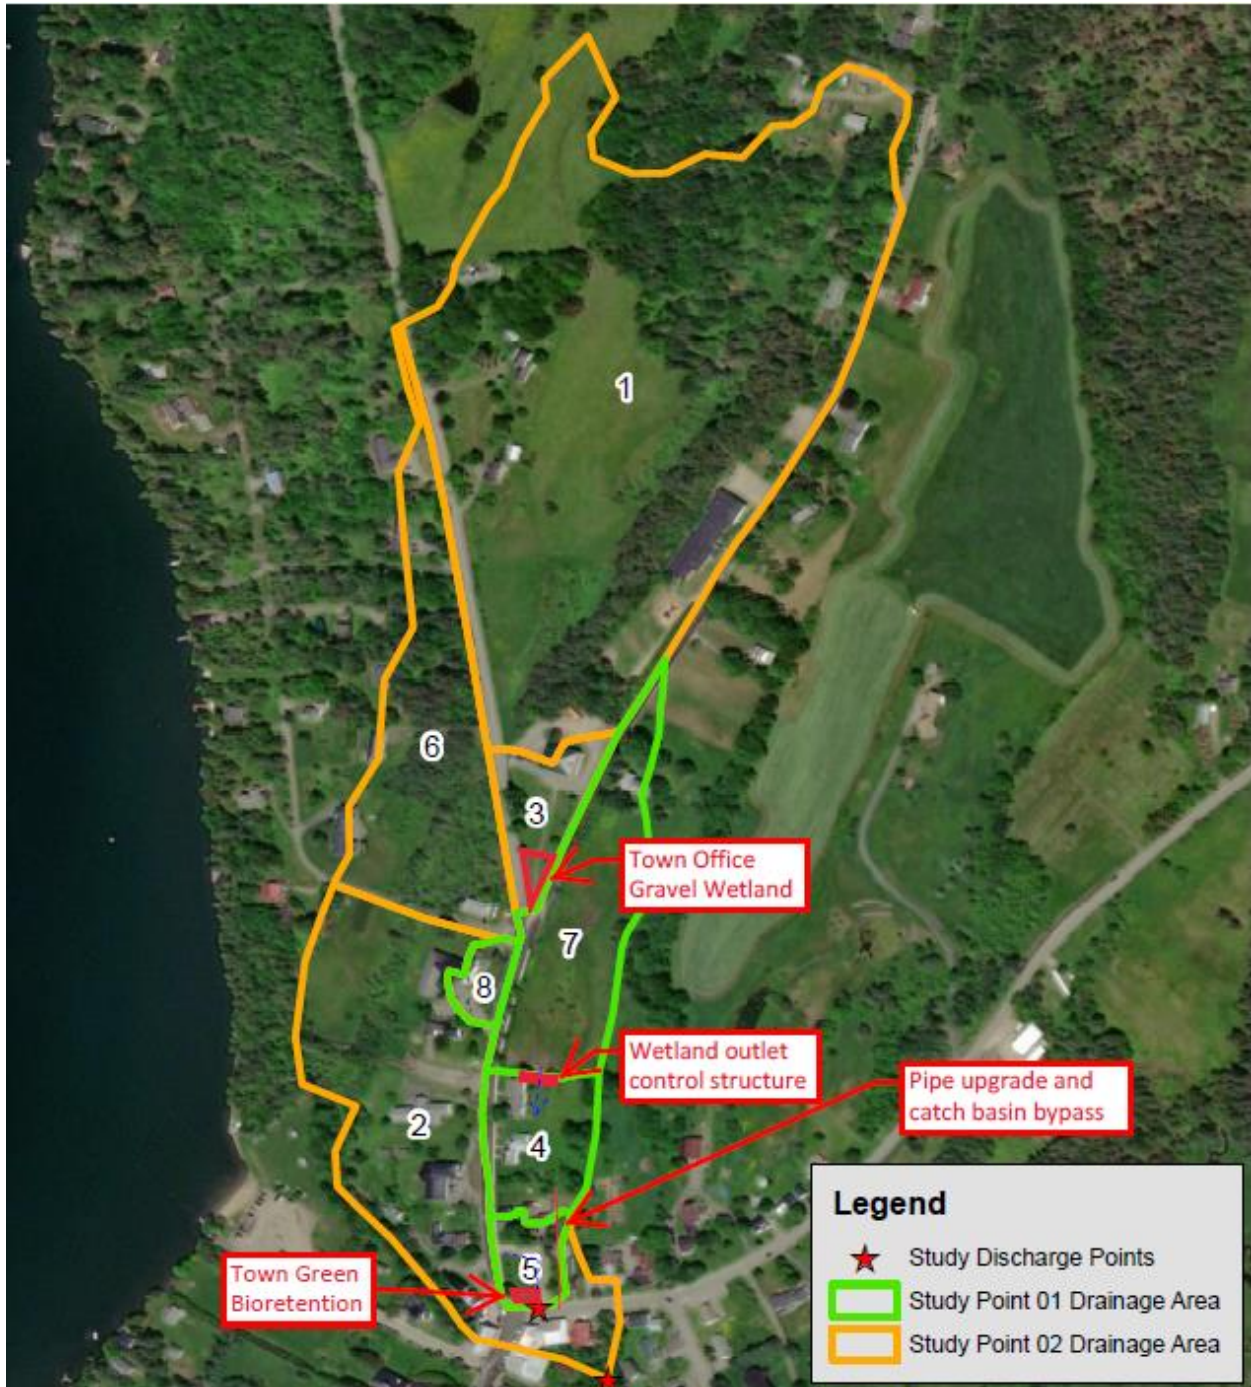 1
6
3
Town Office
Gravel Wetland
7
8
Wetland outlet
control structure
Pipe upgrade and
catch basin bypass
2
4
5
Town Green
Bioretention
Legend
Study Discharge Points
Study Point 01 Drainage Area
Study Point 02 Drainage Area